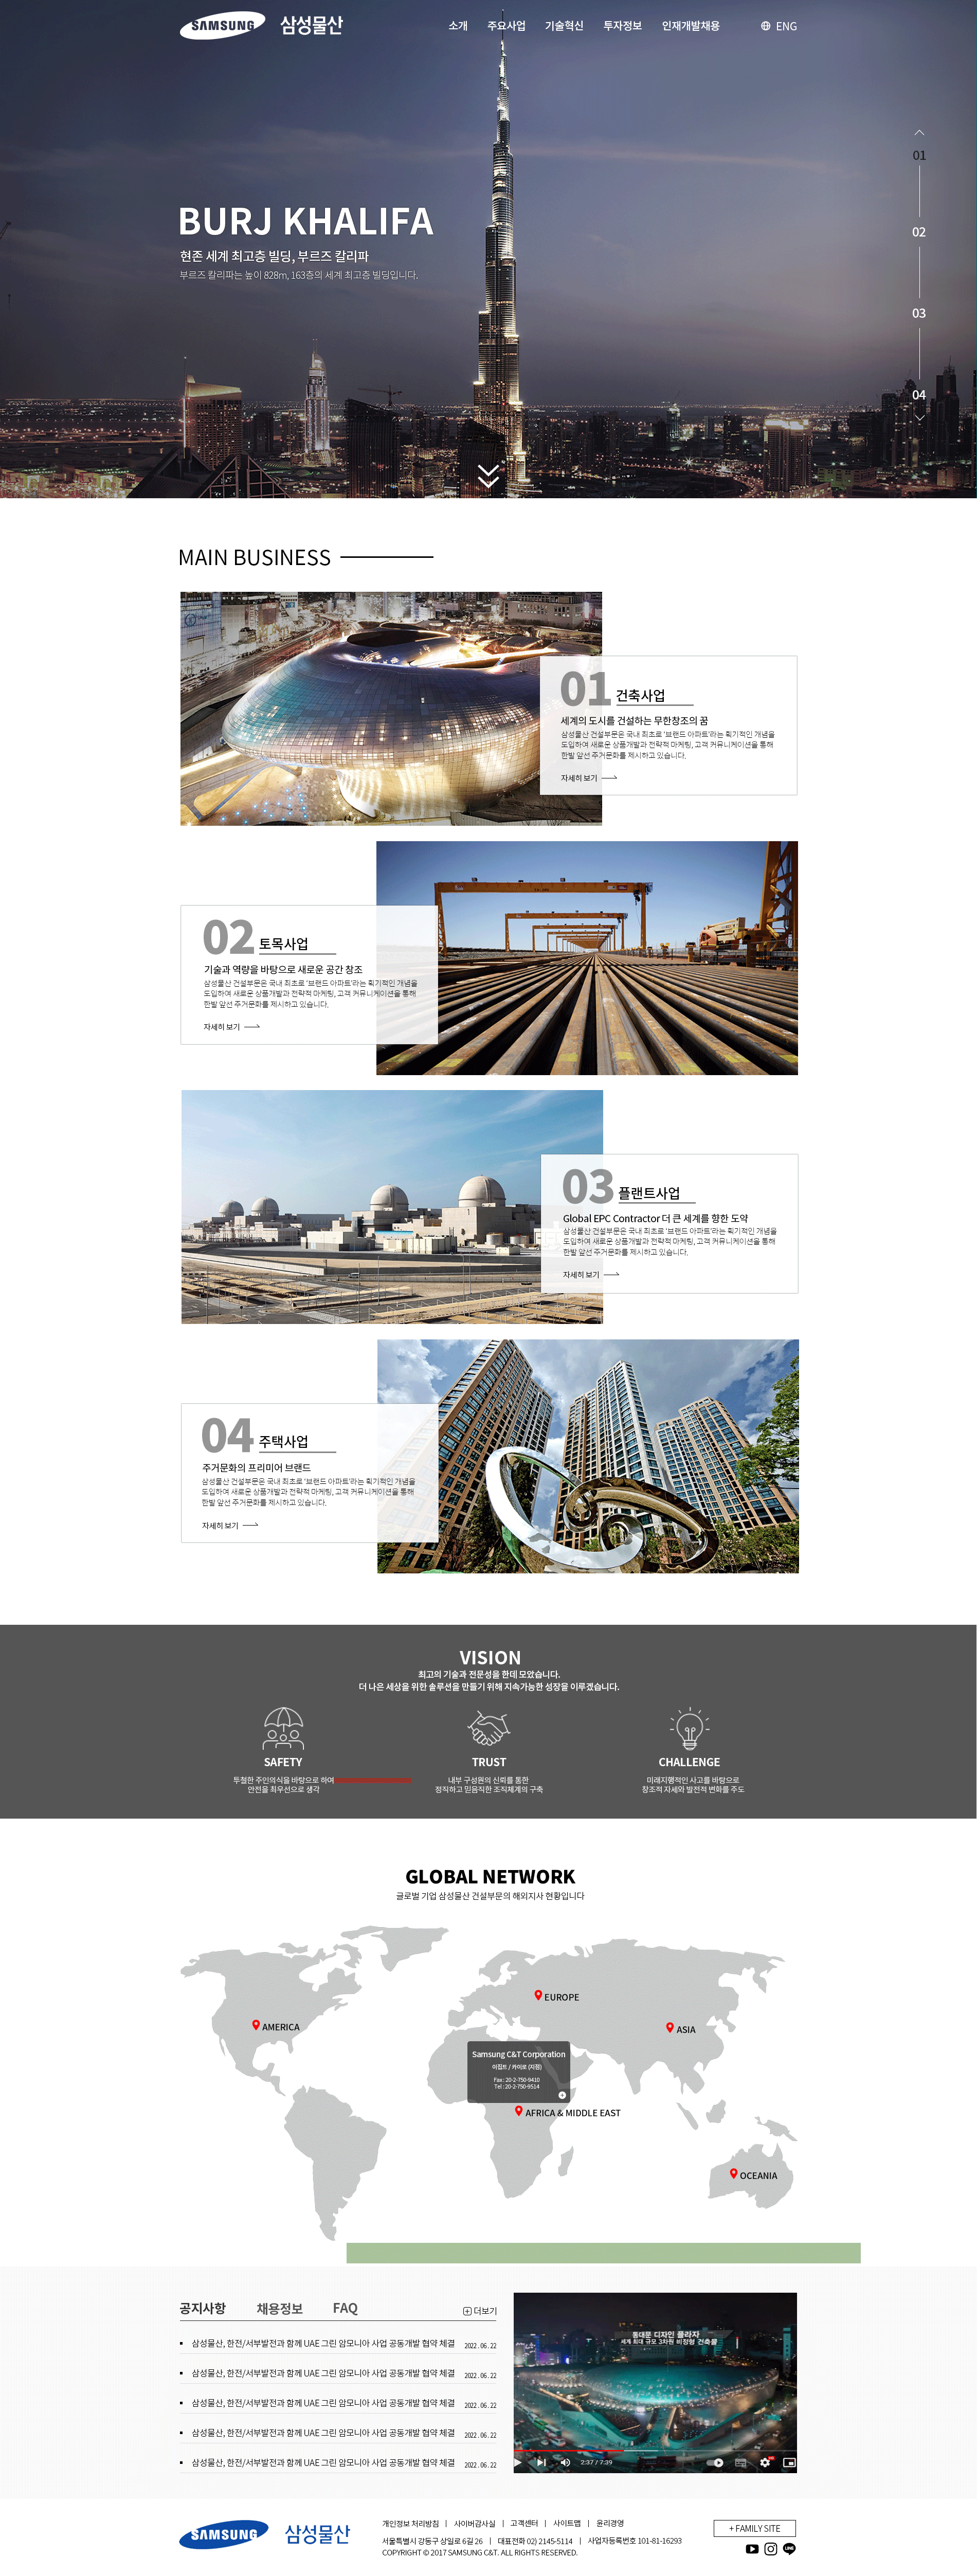 SAMSUNG 삼성물산
소개 주요사업 기술혁신 투자정보 인재개발채용 ENG
01
02
03
04
BURJ KHALIFA
현존 세계 최고층 빌딩, 부르즈 칼리파
부르즈 칼리파는 높이 828m, 163층의 세계 최고층 빌딩입니다.
MAIN BUSINESS
01 건축사업
세계의 도시를 건설하는 무한창조의 꿈
삼성물산 건설부문은 국내 최초로 '브랜드 아파트'라는 획기적인 개념을
도입하여 새로운 상품개발과 전략적 마케팅, 고객 커뮤니케이션을 통해
한발 앞선 주거문화를 제시하고 있습니다.
자세히 보기
02 토목사업
기술과 역량을 바탕으로 새로운 공간 창조
삼성물산 건설부문은 국내 최초로 '브랜드 아파트'라는 획기적인 개념을
도입하여 새로운 상품개발과 전략적 마케팅, 고객 커뮤니케이션을 통해
한발 앞선 주거문화를 제시하고 있습니다.
자세히 보기
03 플랜트사업
Global EPC Contractor 더 큰 세계를 향한 도약
삼성물산 건설부문은 국내 최초로 '브랜드 아파트'라는 획기적인 개념을
도입하여 새로운 상품개발과 전략적 마케팅, 고객 커뮤니케이션을 통해
한발 앞선 주거문화를 제시하고 있습니다.
자세히 보기
04 주택사업
주거문화의 프리미어 브랜드
삼성물산 건설부문은 국내 최초로 '브랜드 아파트'라는 획기적인 개념을
도입하여 새로운 상품개발과 전략적 마케팅, 고객 커뮤니케이션을 통해
한발 앞선 주거문화를 제시하고 있습니다.
자세히 보기
VISION
최고의 기술과 전문성을 한데 모았습니다.
더 나은 세상을 위한 솔루션을 만들기 위해 지속가능한 성장을 이루겠습니다.
SAFETY
투철한 주인의식을 바탕으로 하여
안전을 최우선으로 생각
TRUST
내부 구성원의 신뢰를 통한
정직하고 믿음직한 조직체계의 구축
CHALLENGE
미래지행적인 사고를 바탕으로
창조적 자세와 발전적 변화를 주도
GLOBAL NETWORK
글로벌 기업 삼성물산 건설부문의 해외지사 현황입니다
EUROPE
AMERICA
ASIA
Samsung C&T Corporation
이집트 / 카이로 (지점)
Fax : 20-2-750-9410
Tel : 20-2-750-9514
AFRICA & MIDDLE EAST
OCEANIA
공지사항 채용정보 FAQ 더보기
삼성물산, 한전/서부발전과 함께 UAE 그린 암모니아 사업 공동개발 협약 체결 2022 . 06 . 22
삼성물산, 한전/서부발전과 함께 UAE 그린 암모니아 사업 공동개발 협약 체결 2022 . 06 . 22
삼성물산, 한전/서부발전과 함께 UAE 그린 암모니아 사업 공동개발 협약 체결 2022 . 06 . 22
삼성물산, 한전/서부발전과 함께 UAE 그린 암모니아 사업 공동개발 협약 체결 2022 . 06 . 22
삼성물산, 한전/서부발전과 함께 UAE 그린 암모니아 사업 공동개발 협약 체결 2022 . 06 . 22
동대문 디자인 플라자
세계 최대 규모 3차원 비정형 건축물
2:37 / 7:39
SAMSUNG 삼성물산
개인정보 처리방침 | 사이버감사실 | 고객센터 | 사이트맵 | 윤리경영
서울특별시 강동구 상일로 6길 26 | 대표전화 02) 2145-5114 | 사업자등록번호 101-81-16293
COPYRIGHT © 2017 SAMSUNG C&T. ALL RIGHTS RESERVED.
+ FAMILY SITE
LINE